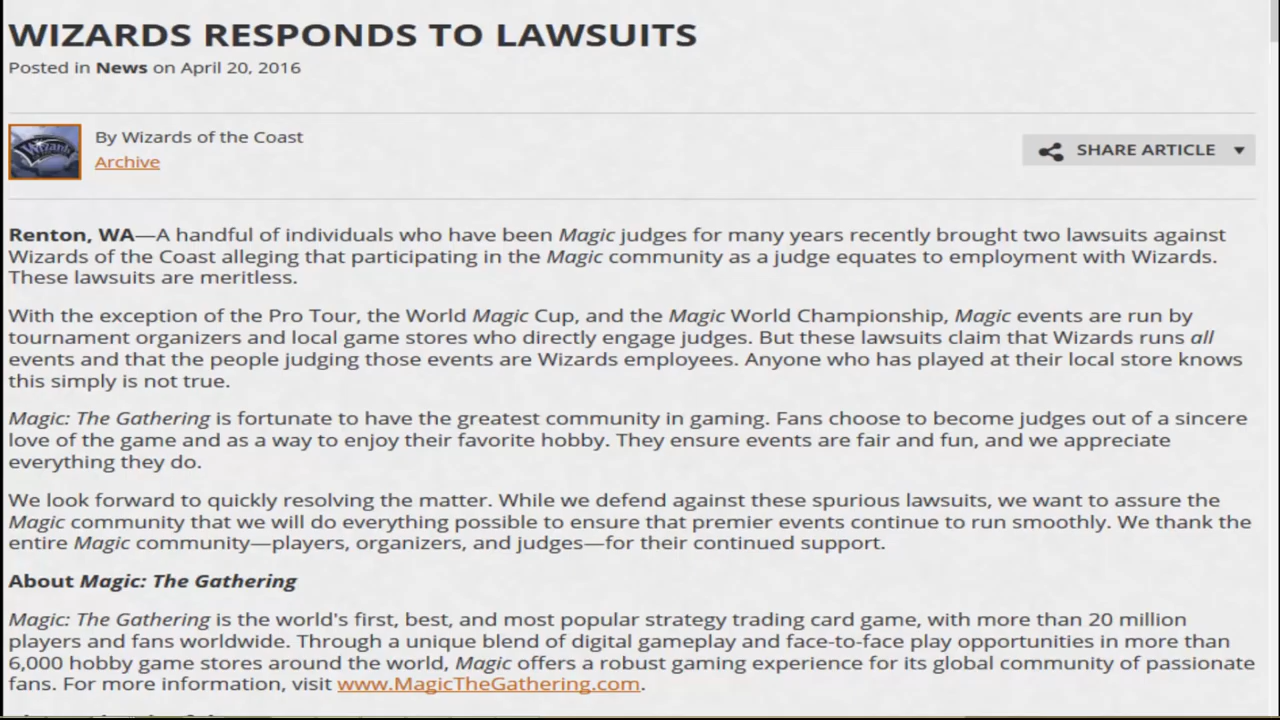 WIZARDS RESPONDS TO LAWSUITS
Posted in News on April 20, 2016
By Wizards of the Coast
Archive
SHARE ARTICLE
Renton, WA—A handful of individuals who have been Magic judges for many years recently brought two lawsuits against
Wizards of the Coast alleging that participating in the Magic community as a judge equates to employment with Wizards.
These lawsuits are meritless.
With the exception of the Pro Tour, the World Magic Cup, and the Magic World Championship, Magic events are run by
tournament organizers and local game stores who directly engage judges. But these lawsuits claim that Wizards runs all
events and that the people judging those events are Wizards employees. Anyone who has played at their local store knows
this simply is not true.
Magic: The Gathering is fortunate to have the greatest community in gaming. Fans choose to become judges out of a sincere
love of the game and as a way to enjoy their favorite hobby. They ensure events are fair and fun, and we appreciate
everything they do.
We look forward to quickly resolving the matter. While we defend against these spurious lawsuits, we want to assure the
Magic community that we will do everything possible to ensure that premier events continue to run smoothly. We thank the
entire Magic community—players, organizers, and judges—for their continued support.
About Magic: The Gathering
Magic: The Gathering is the world's first, best, and most popular strategy trading card game, with more than 20 million
players and fans worldwide. Through a unique blend of digital gameplay and face-to-face play opportunities in more than
6,000 hobby game stores around the world, Magic offers a robust gaming experience for its global community of passionate
fans. For more information, visit www.MagicTheGathering.com.